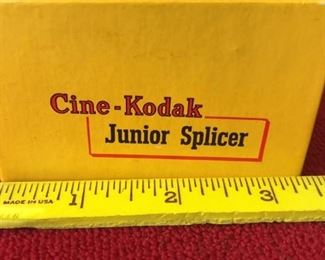 Cine-Kodak
Junior Splicer
MADE IN USA 1 2 3